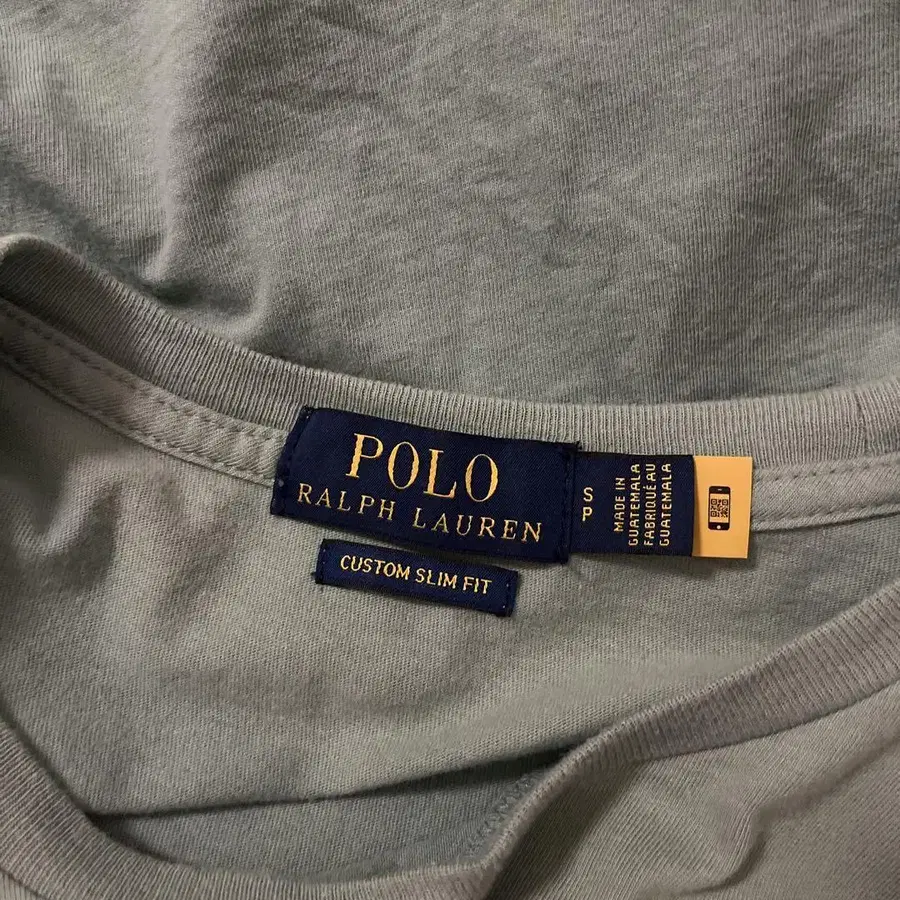 POLO
RALPH LAUREN
CUSTOM SLIM FIT
S
P
MADE IN
GUATEMALA
FABRIQUÉ AU
GUATEMALA